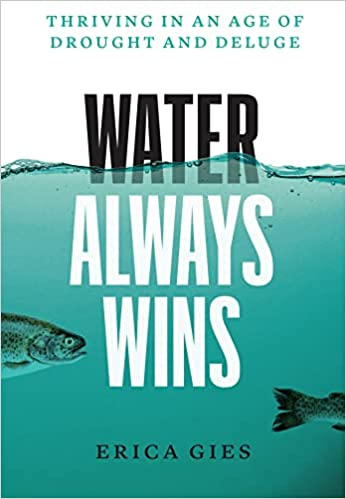 THRIVING IN AN AGE OF
DROUGHT AND DELUGE
WATER
ALWAYS
WINS
ERICA GIES